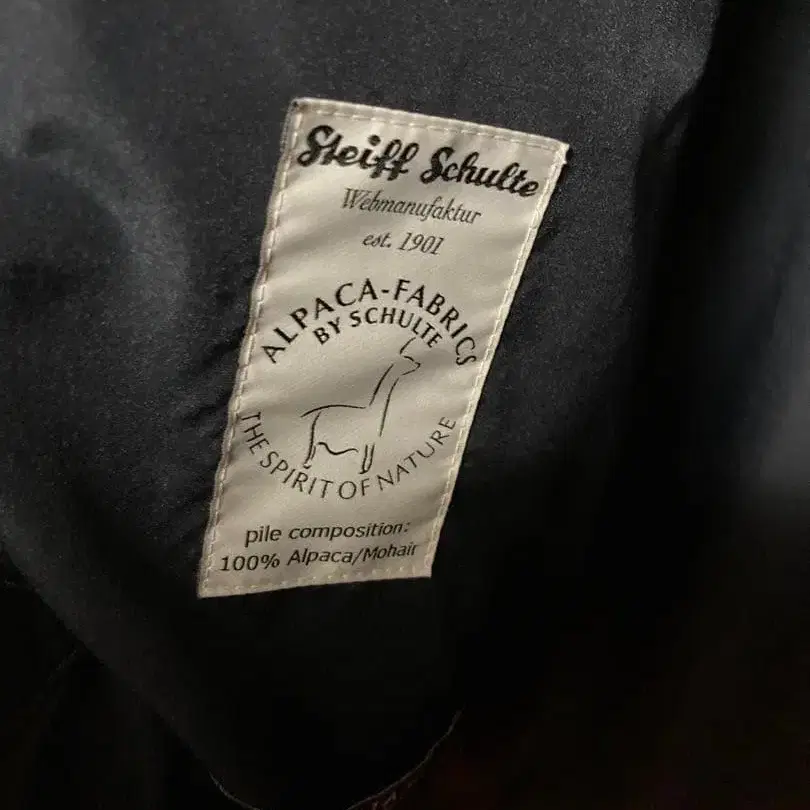 Steiff Schulte
Webmanufaktur
est. 1901
ALPACA-FABRICS
BY SCHULTE
THE SPIRIT OF NATURE
pile composition:
100% Alpaca/Mohair